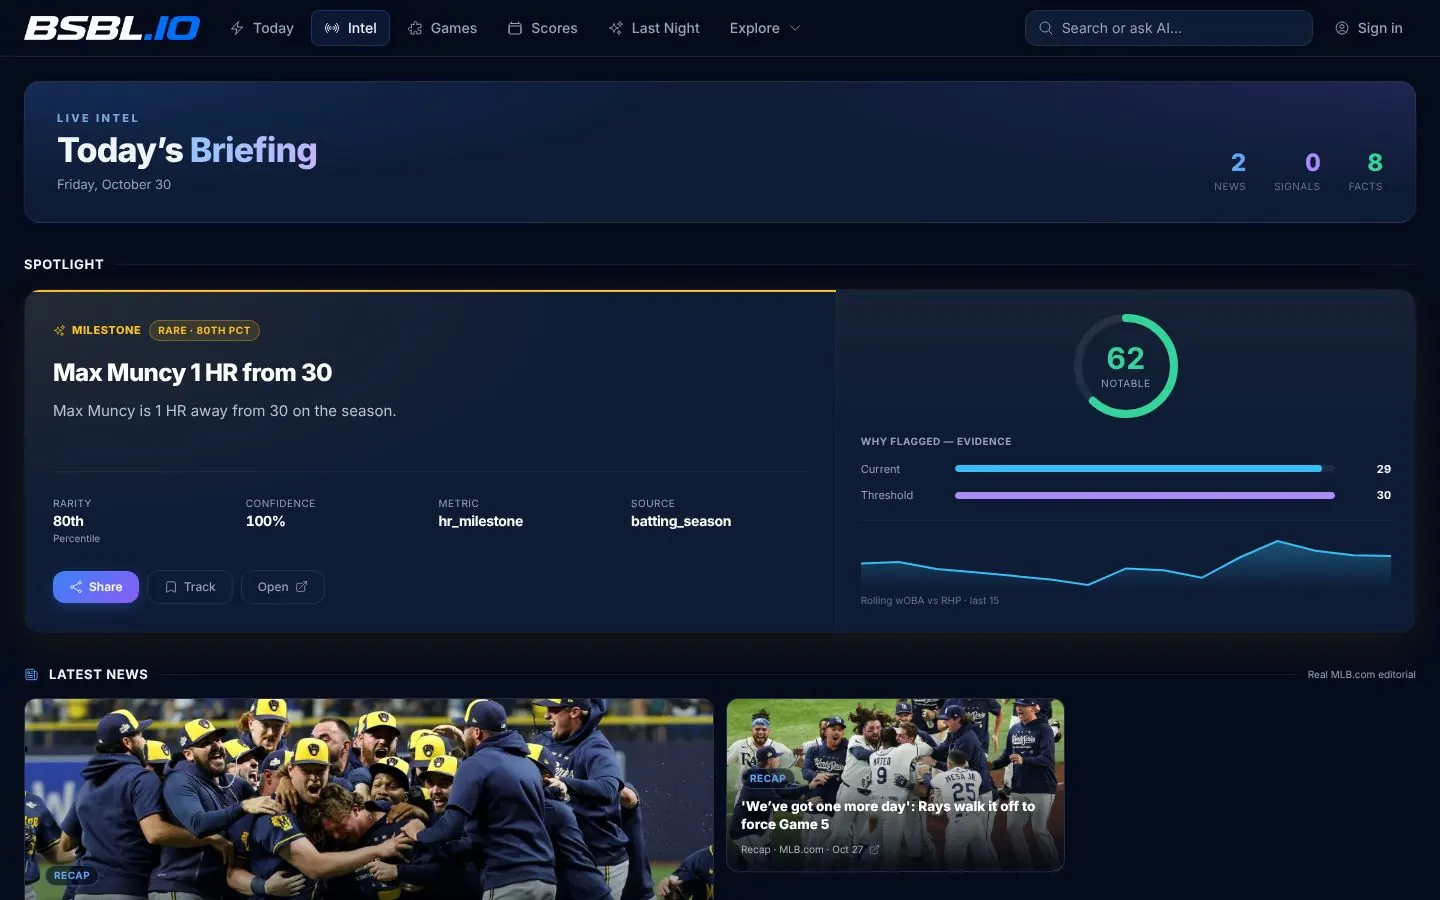 BSBL.IO
Today
Intel
Games
Scores
Last Night
Explore
Search or ask AI...
Sign in
LIVE INTEL
Today's Briefing
Friday, October 30
2
NEWS
0
SIGNALS
8
FACTS
SPOTLIGHT
MILESTONE
RARE · 80TH PCT
Max Muncy 1 HR from 30
Max Muncy is 1 HR away from 30 on the season.
RARITY
80th
Percentile
CONFIDENCE
100%
METRIC
hr_milestone
SOURCE
batting_season
Share
Track
Open
62
NOTABLE
WHY FLAGGED — EVIDENCE
Current
29
Threshold
30
Rolling wOBA vs RHP · last 15
LATEST NEWS
Real MLB.com editorial
RECAP
MATEO
9
MESA JR
25
RECAP
'We've got one more day': Rays walk it off to
force Game 5
Recap · MLB.com · Oct 27